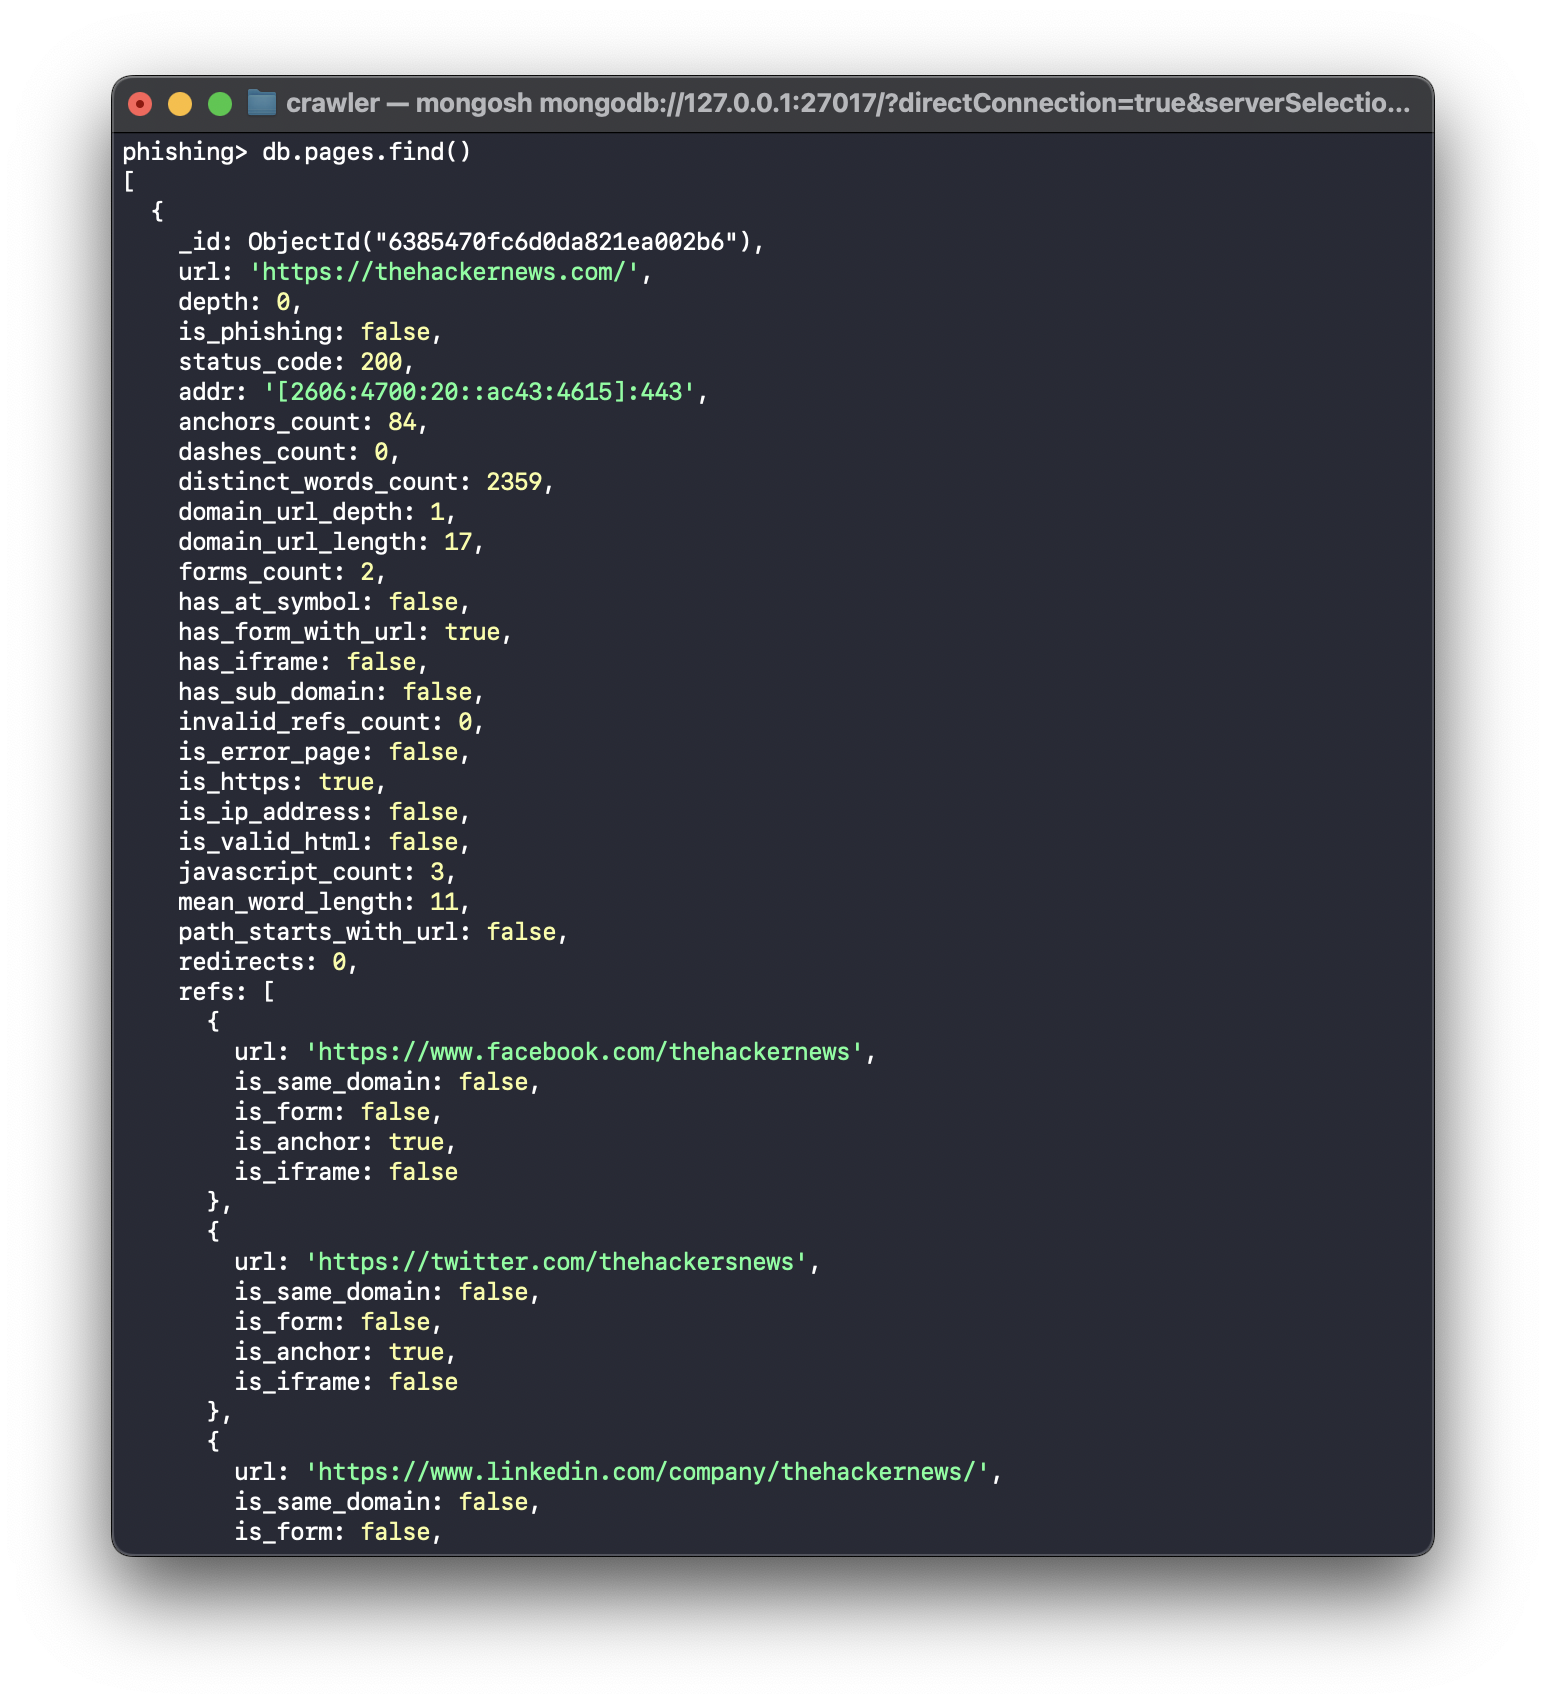 crawler — mongosh mongodb://127.0.0.1:27017/?directConnection=true&serverSelectio...
phishing> db.pages.find()
[
  {
    _id: ObjectId("6385470fc6d0da821ea002b6"),
    url: 'https://thehackernews.com/',
    depth: 0,
    is_phishing: false,
    status_code: 200,
    addr: '[2606:4700:20::ac43:4615]:443',
    anchors_count: 84,
    dashes_count: 0,
    distinct_words_count: 2359,
    domain_url_depth: 1,
    domain_url_length: 17,
    forms_count: 2,
    has_at_symbol: false,
    has_form_with_url: true,
    has_iframe: false,
    has_sub_domain: false,
    invalid_refs_count: 0,
    is_error_page: false,
    is_https: true,
    is_ip_address: false,
    is_valid_html: false,
    javascript_count: 3,
    mean_word_length: 11,
    path_starts_with_url: false,
    redirects: 0,
    refs: [
      {
        url: 'https://www.facebook.com/thehackernews',
        is_same_domain: false,
        is_form: false,
        is_anchor: true,
        is_iframe: false
      },
      {
        url: 'https://twitter.com/thehackersnews',
        is_same_domain: false,
        is_form: false,
        is_anchor: true,
        is_iframe: false
      },
      {
        url: 'https://www.linkedin.com/company/thehackernews/',
        is_same_domain: false,
        is_form: false,